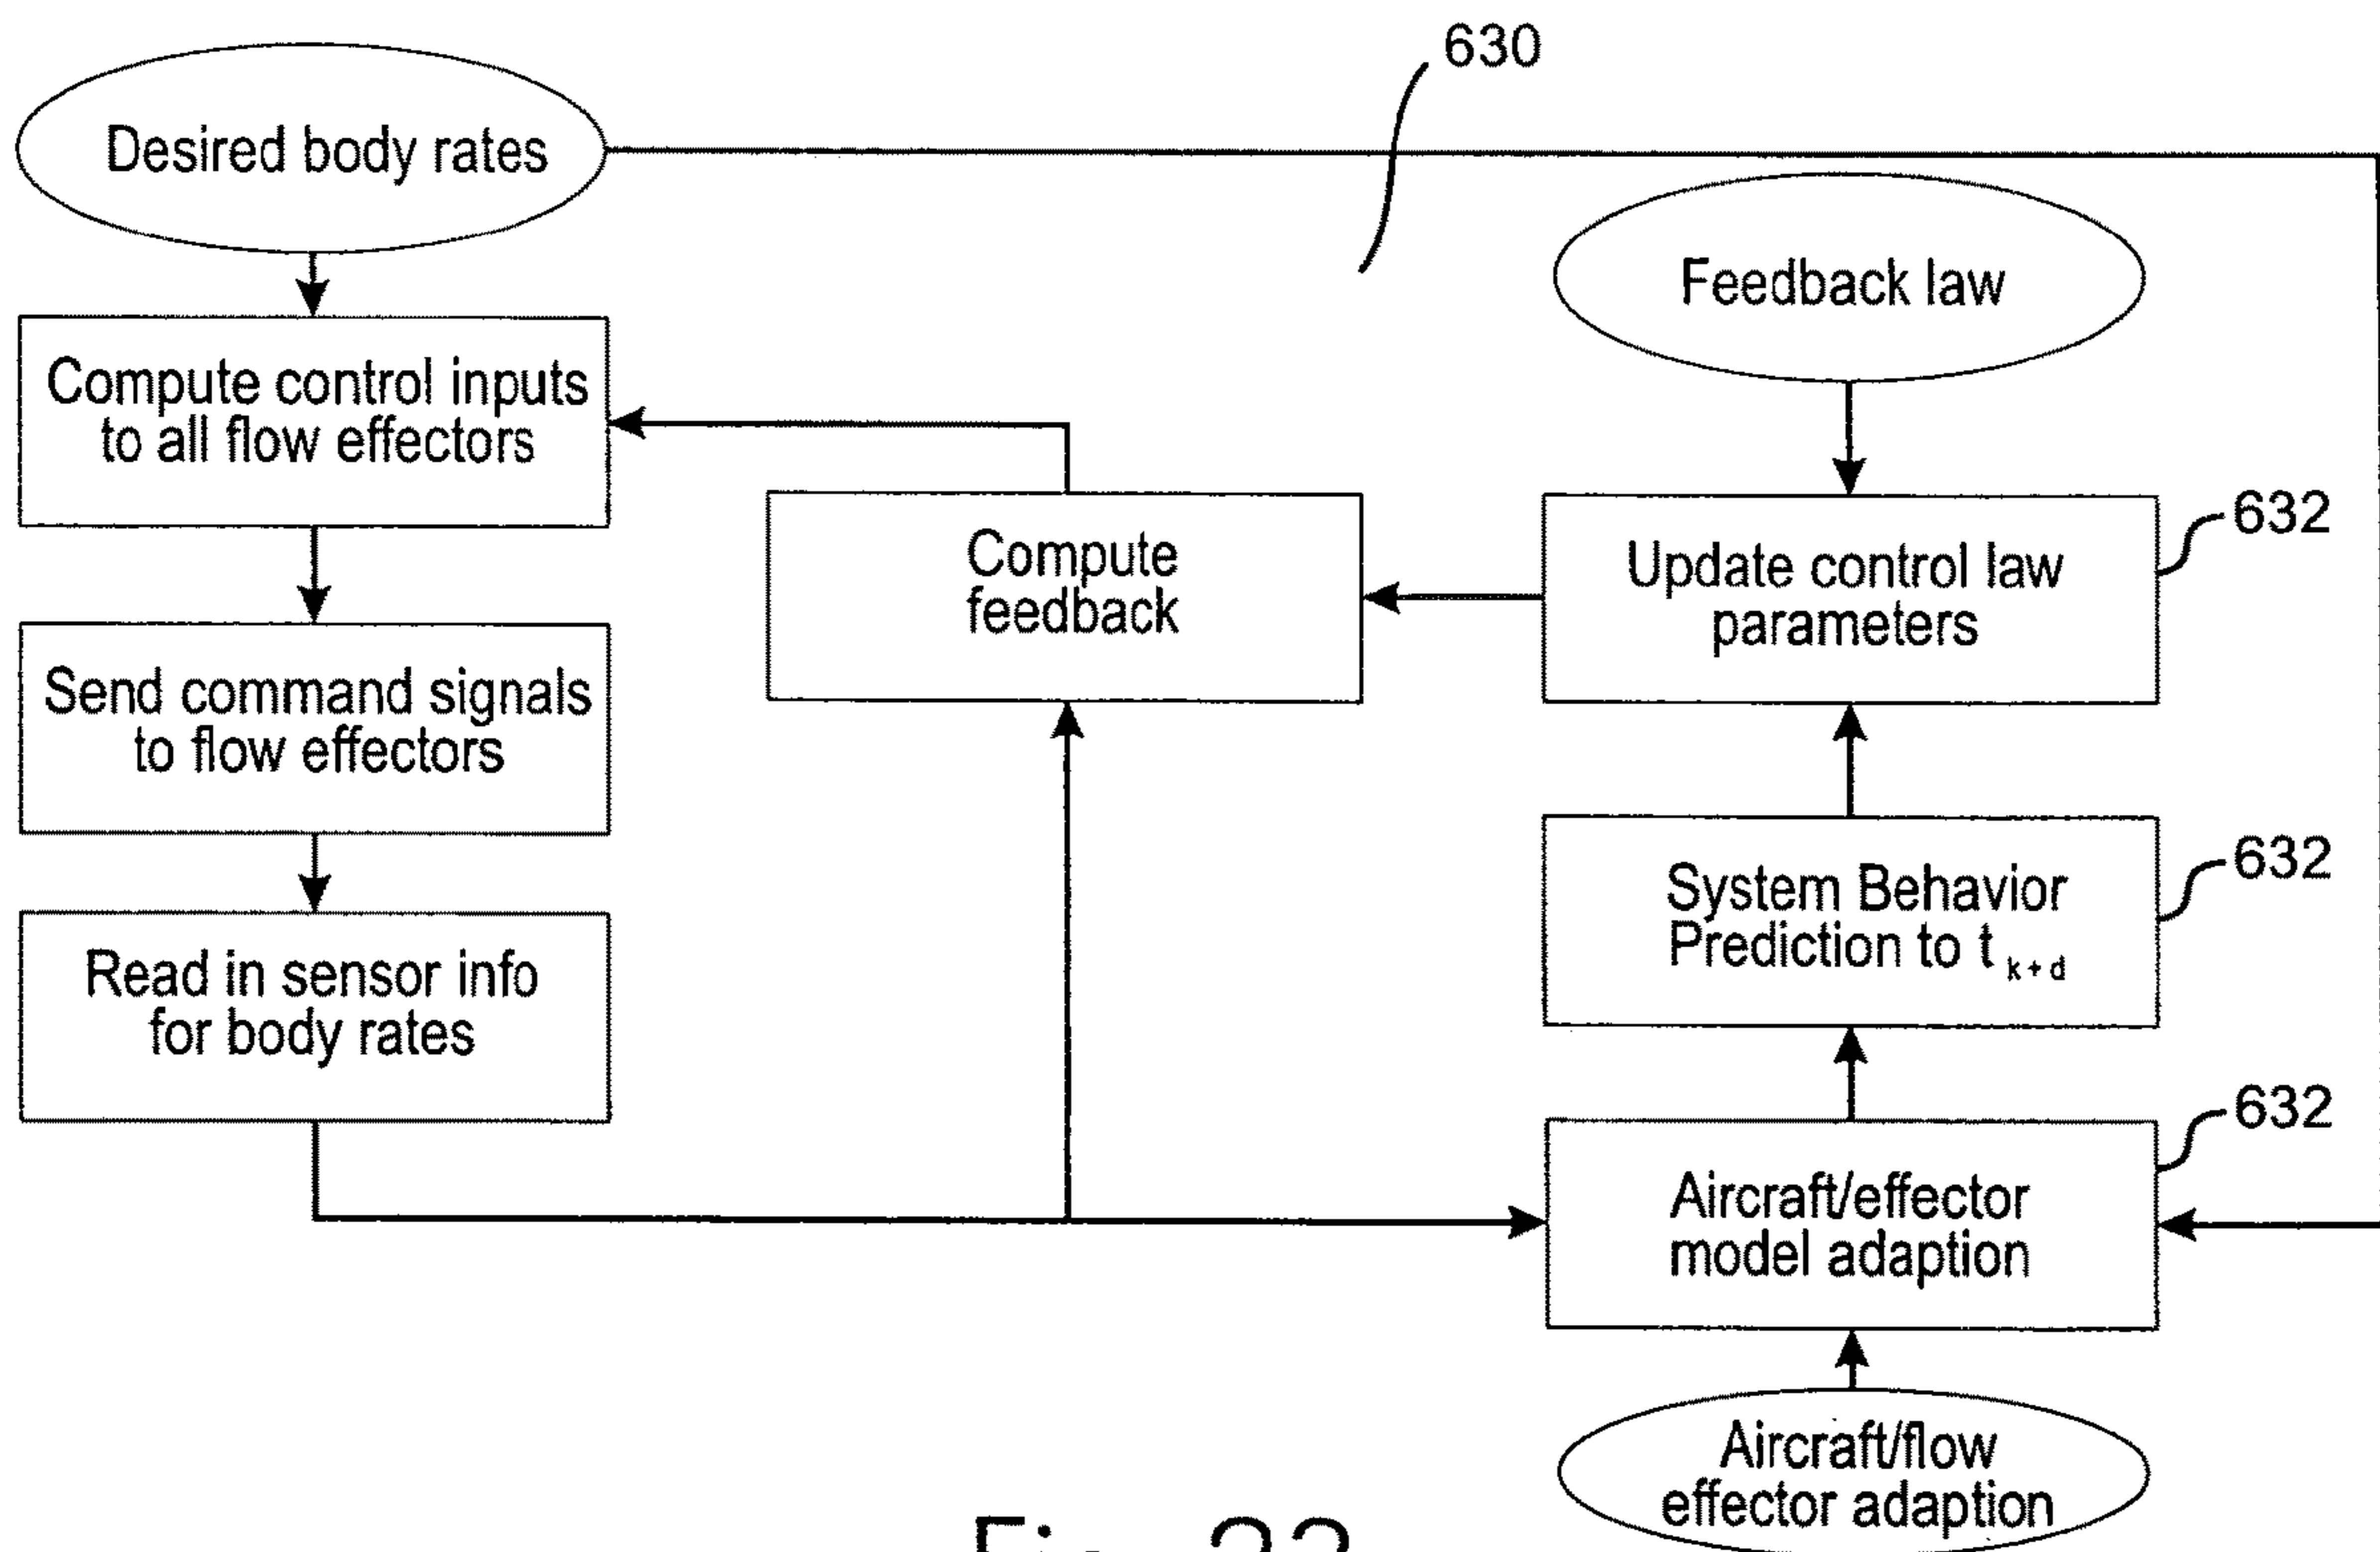 630
Desired body rates
Feedback law
Compute control inputs
to all flow effectors
Compute
feedback
Update control law
parameters
632
Send command signals
to flow effectors
System Behavior
Prediction to t k + d
632
Read in sensor info
for body rates
Aircraft/effector
model adaption
632
Aircraft/flow
effector adaption